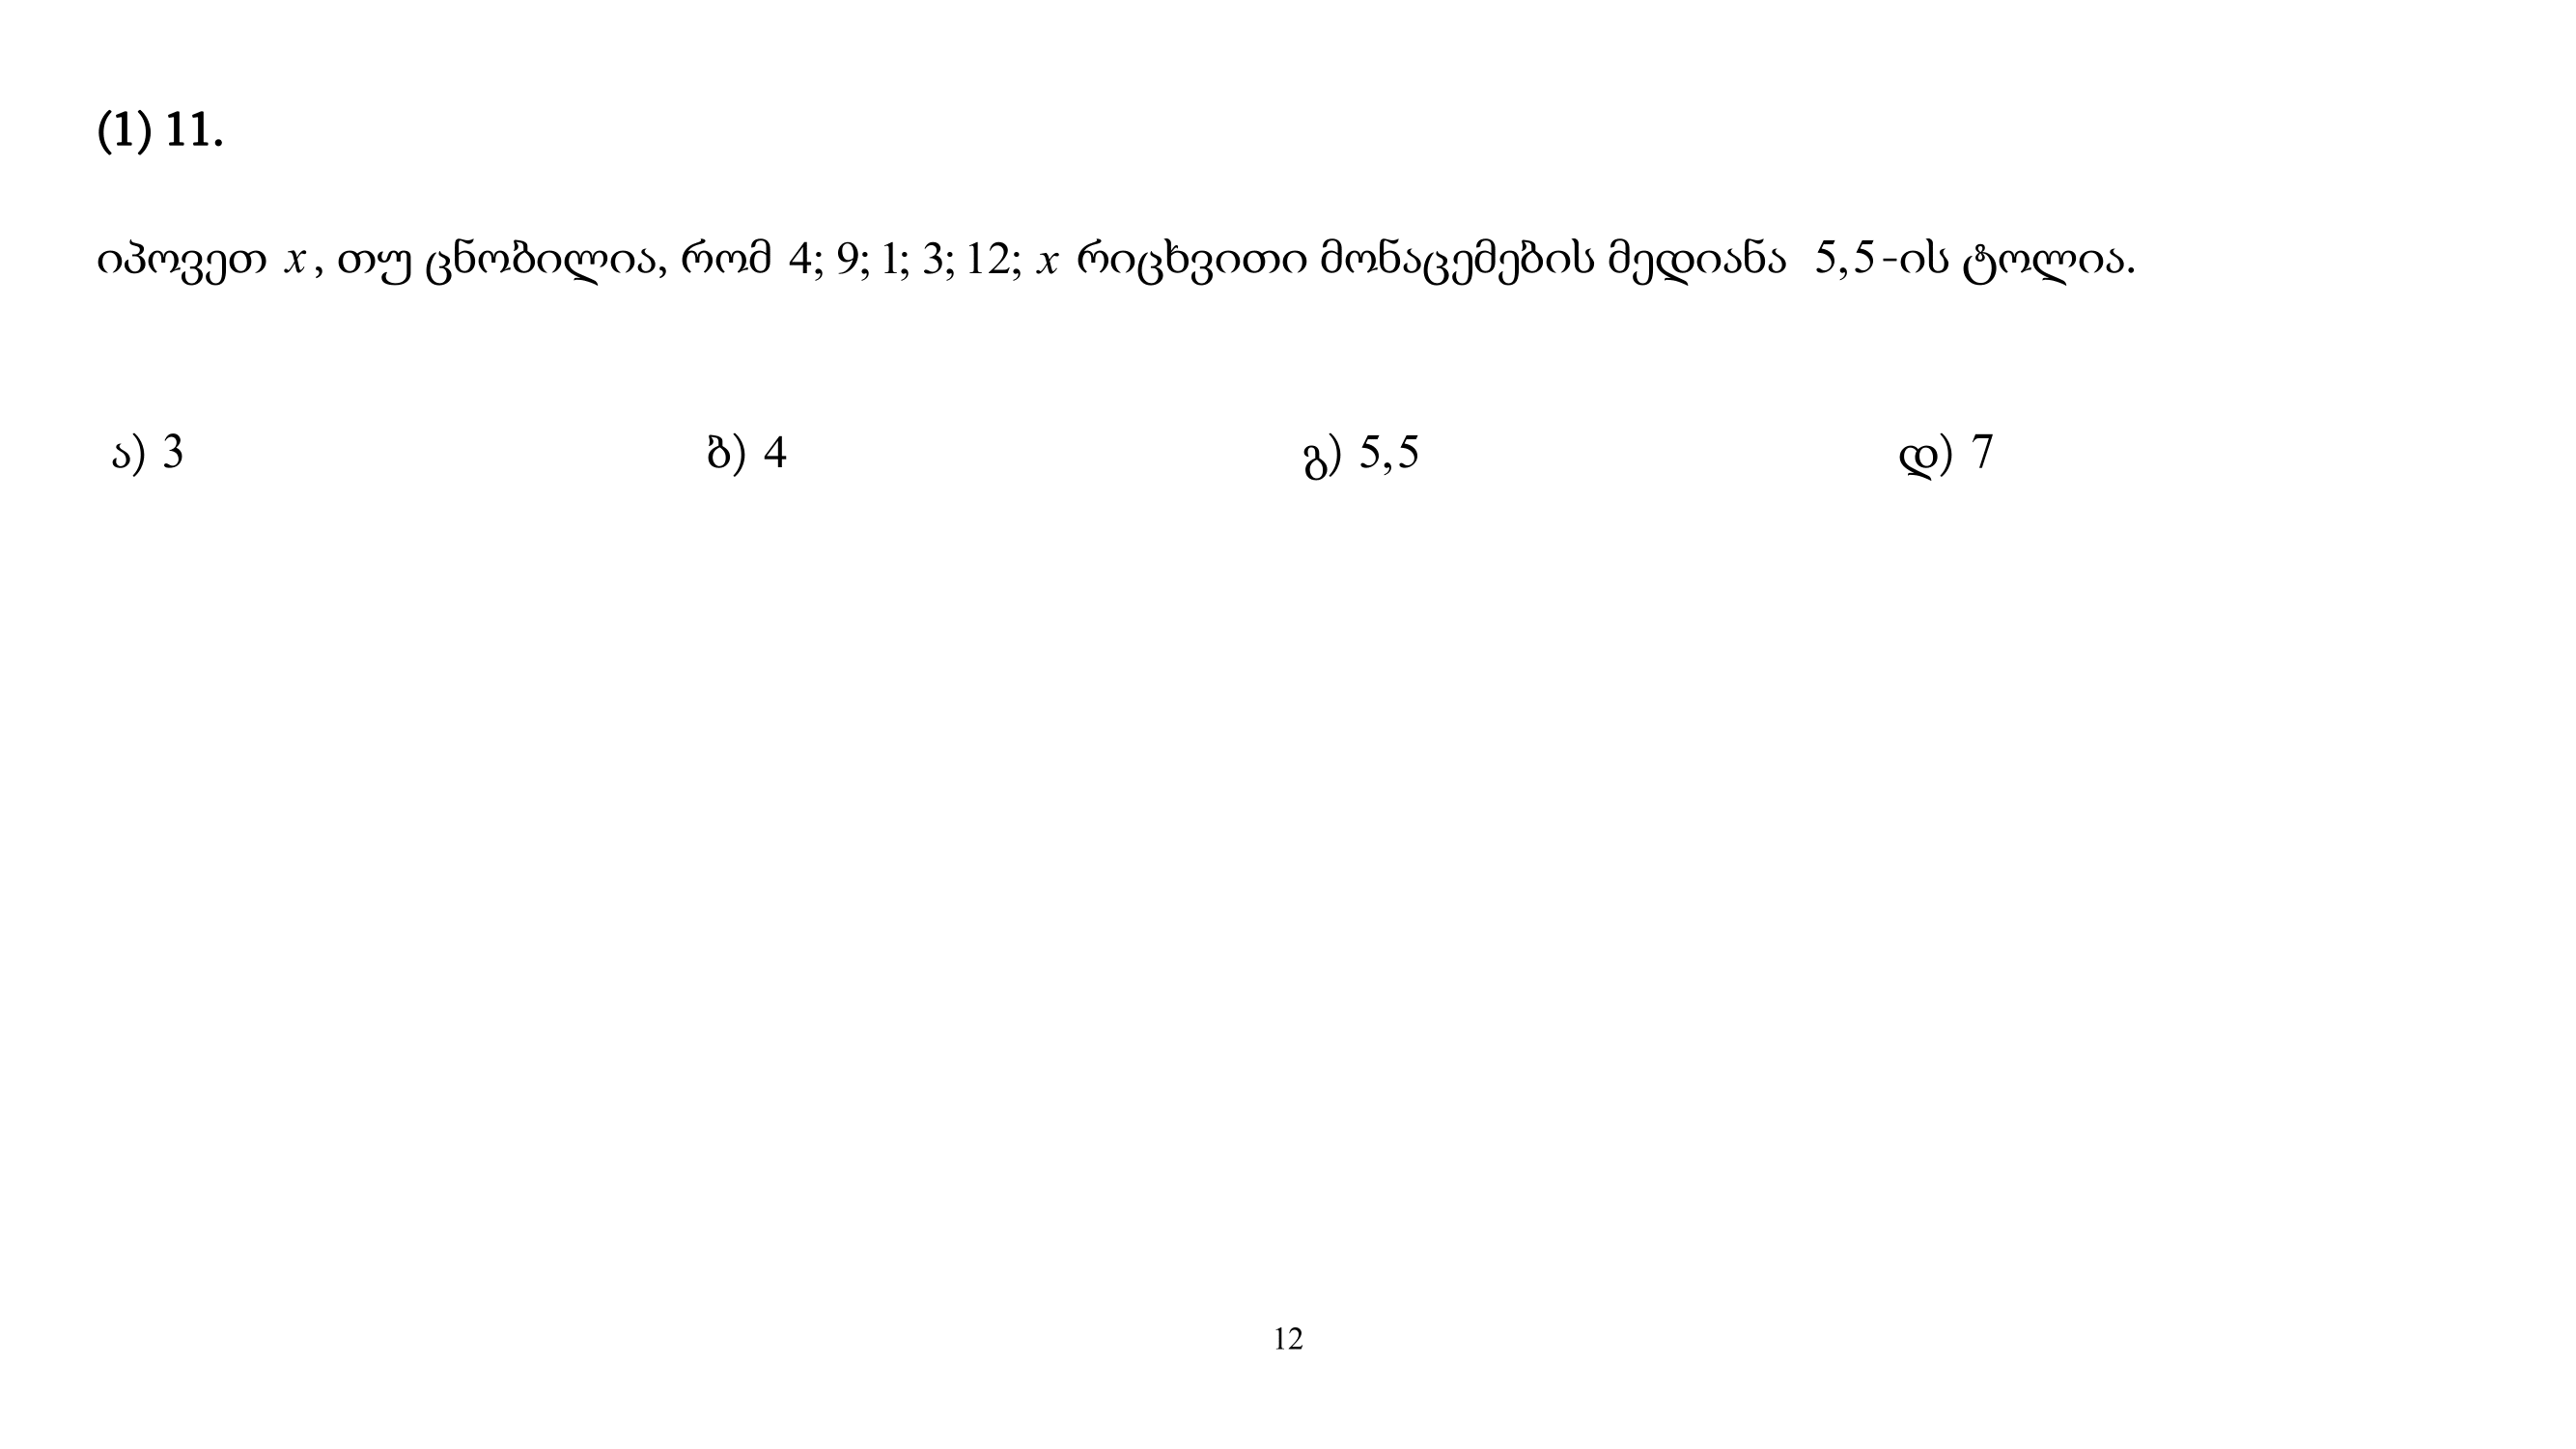 (1) 11.
იპოვეთ x, თუ ცნობილია, რომ 4; 9; 1; 3; 12; x რიცხვითი მონაცემების მედიანა 5,5-ის ტოლია.
ა) 3 ბ) 4 გ) 5,5 დ) 7
12